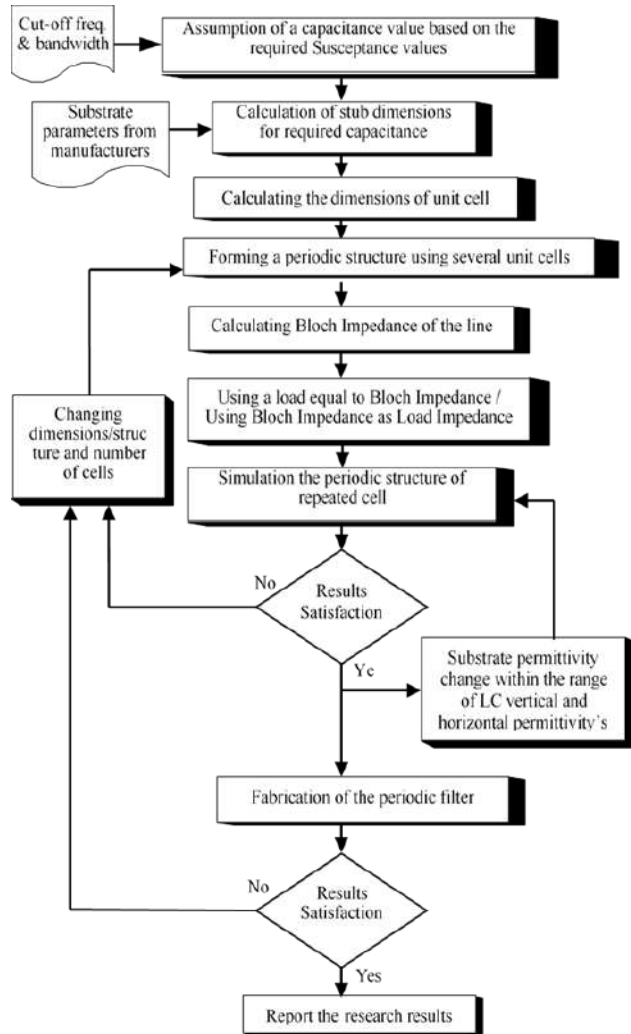 Cut-off freq.
& bandwidth
Assumption of a capacitance value based on the
required Susceptance values
Substrate
parameters from
manufacturers
Calculation of stub dimensions
for required capacitance
Calculating the dimensions of unit cell
Forming a periodic structure using several unit cells
Calculating Bloch Impedance of the line
Using a load equal to Bloch Impedance /
Using Bloch Impedance as Load Impedance
Changing
dimensions/struc
ture and number
of cells
Simulation the periodic structure of
repeated cell
No
Results
Satisfaction
Ye
Substrate permittivity
change within the range
of LC vertical and
horizontal permittivity's
Fabrication of the periodic filter
No
Results
Satisfaction
Yes
Report the research results